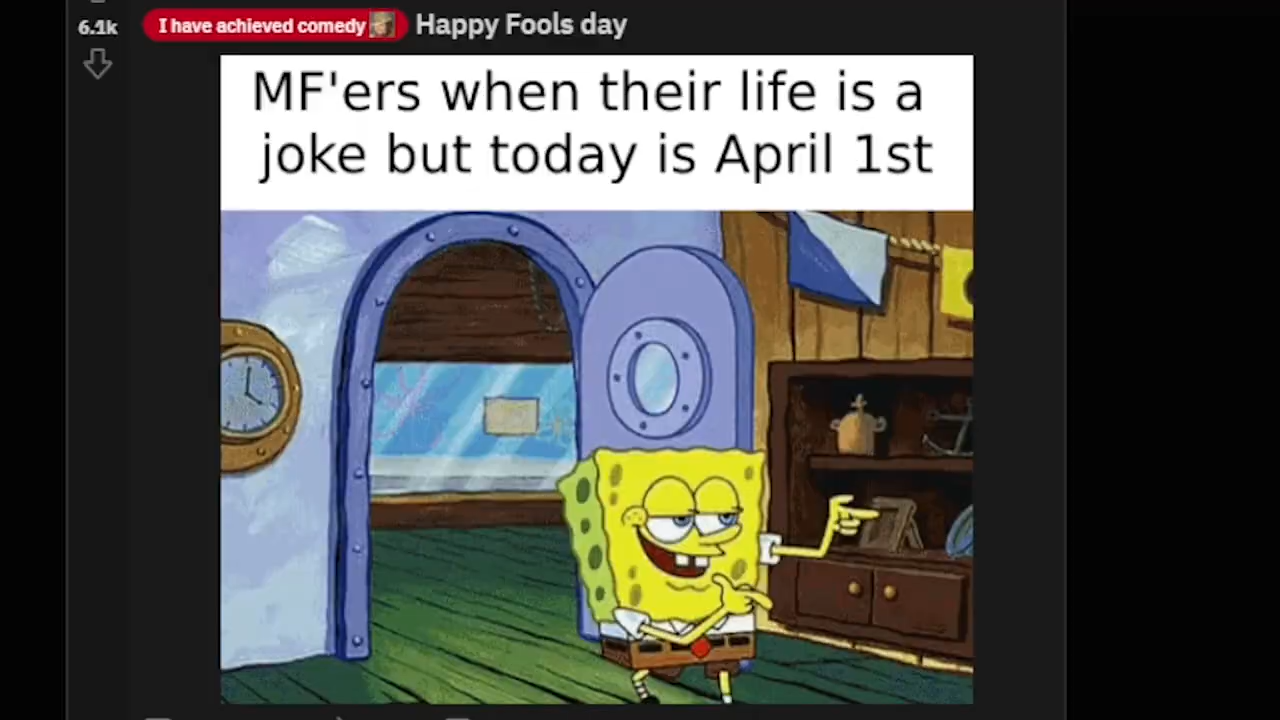 6.1k
I have achieved comedy Happy Fools day
MF'ers when their life is a
joke but today is April 1st